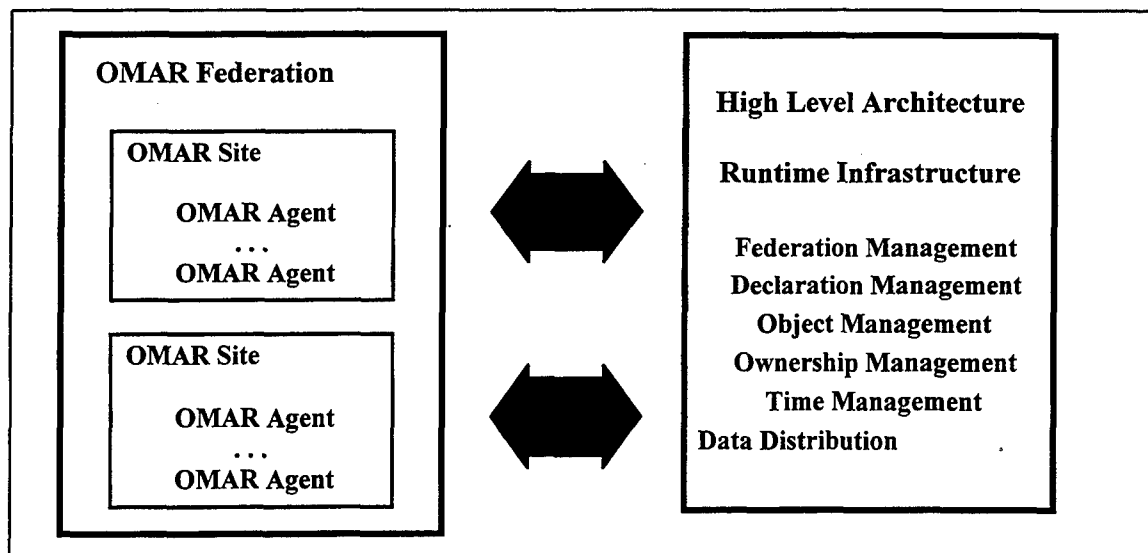 OMAR Federation
OMAR Site
OMAR Agent
...
OMAR Agent
OMAR Site
OMAR Agent
...
OMAR Agent
High Level Architecture
Runtime Infrastructure
Federation Management
Declaration Management
Object Management
Ownership Management
Time Management
Data Distribution